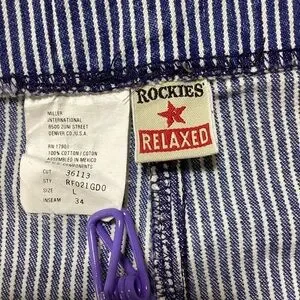 MILLER
INTERNATIONAL
8500 ZUNI STREET
DENVER CO., U.S.A.
RN 17901
100% COTTON / COTON
ASSEMBLED IN MEXICO
CUT 36113
STY. RF021GD0
SIZE L
INSEAM 34
ROCKIES
RELAXED